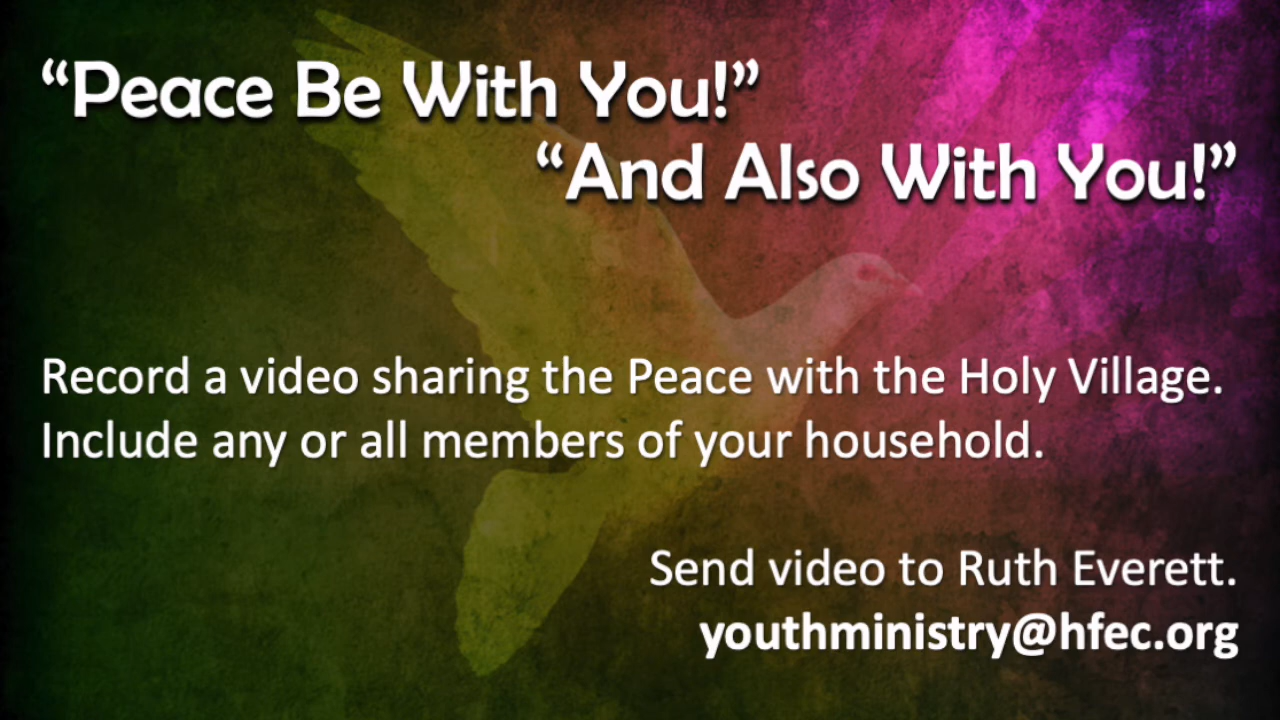 “Peace Be With You!”
“And Also With You!”
Record a video sharing the Peace with the Holy Village.
Include any or all members of your household.
Send video to Ruth Everett.
youthministry@hfec.org